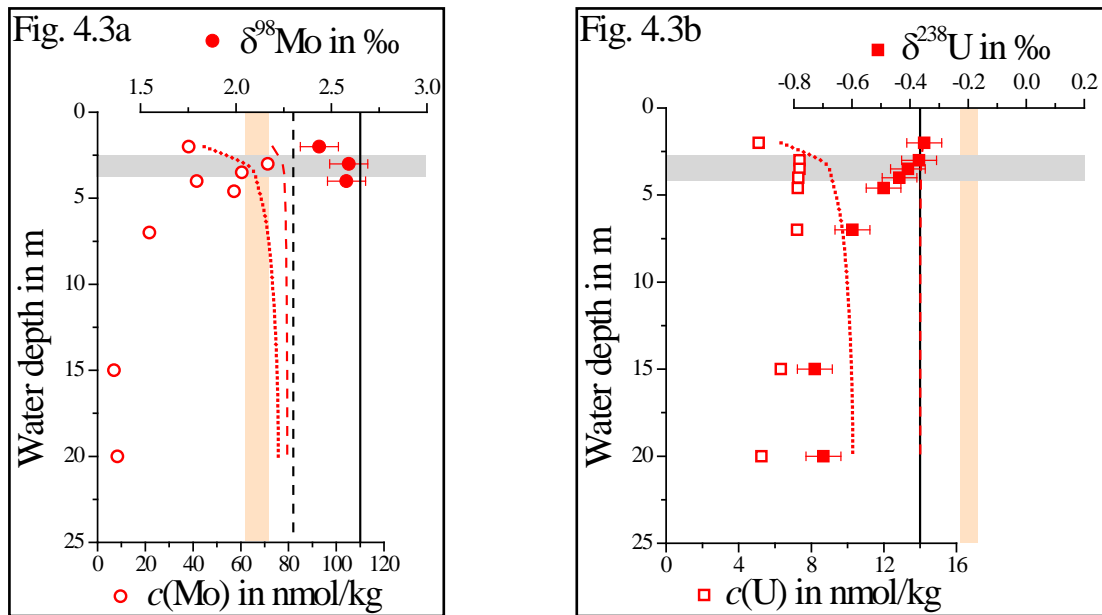 Fig. 4.3a
δ⁹⁸Mo in ‰
1.5 2.0 2.5 3.0
0
5
10
15
20
25
Water depth in m
0 20 40 60 80 100 120
c(Mo) in nmol/kg
Fig. 4.3b
δ²³⁸U in ‰
-0.8 -0.6 -0.4 -0.2 0.0 0.2
0
5
10
15
20
25
Water depth in m
0 4 8 12 16
c(U) in nmol/kg